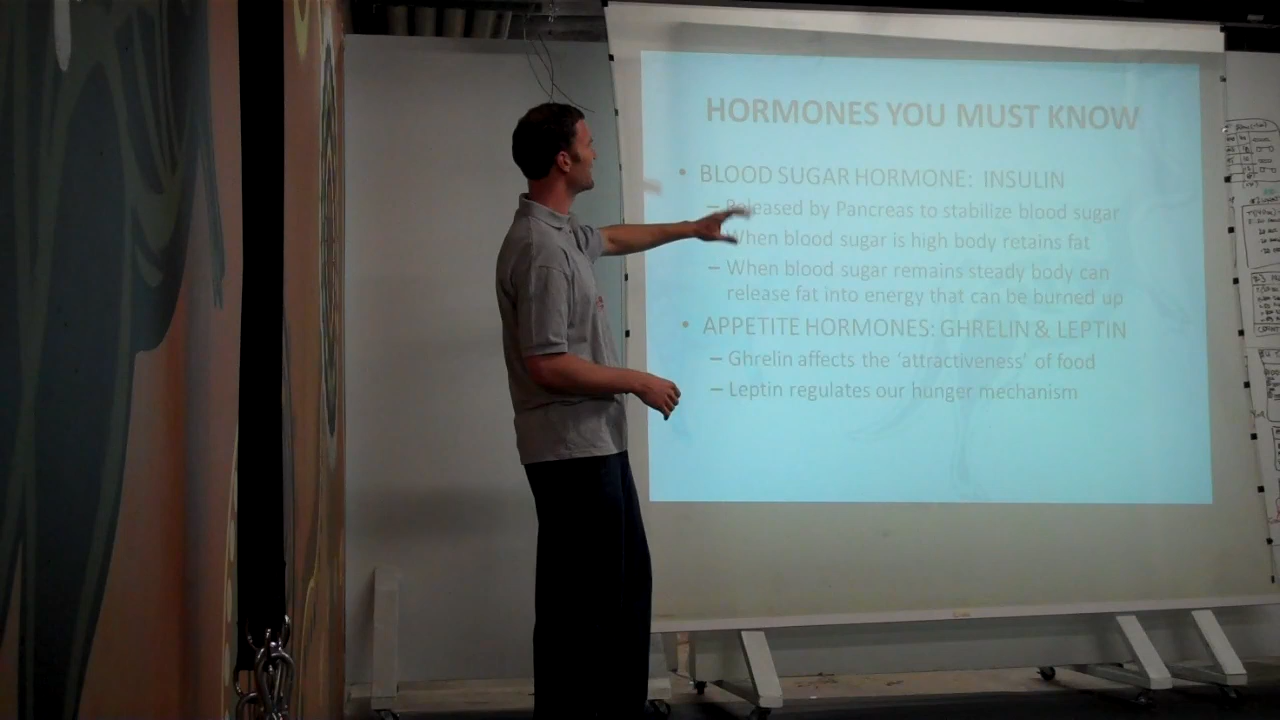 HORMONES YOU MUST KNOW
• BLOOD SUGAR HORMONE: INSULIN
– Released by Pancreas to stabilize blood sugar
When blood sugar is high body retains fat
– When blood sugar remains steady body can
release fat into energy that can be burned up
• APPETITE HORMONES: GHRELIN & LEPTIN
– Ghrelin affects the 'attractiveness' of food
– Leptin regulates our hunger mechanism